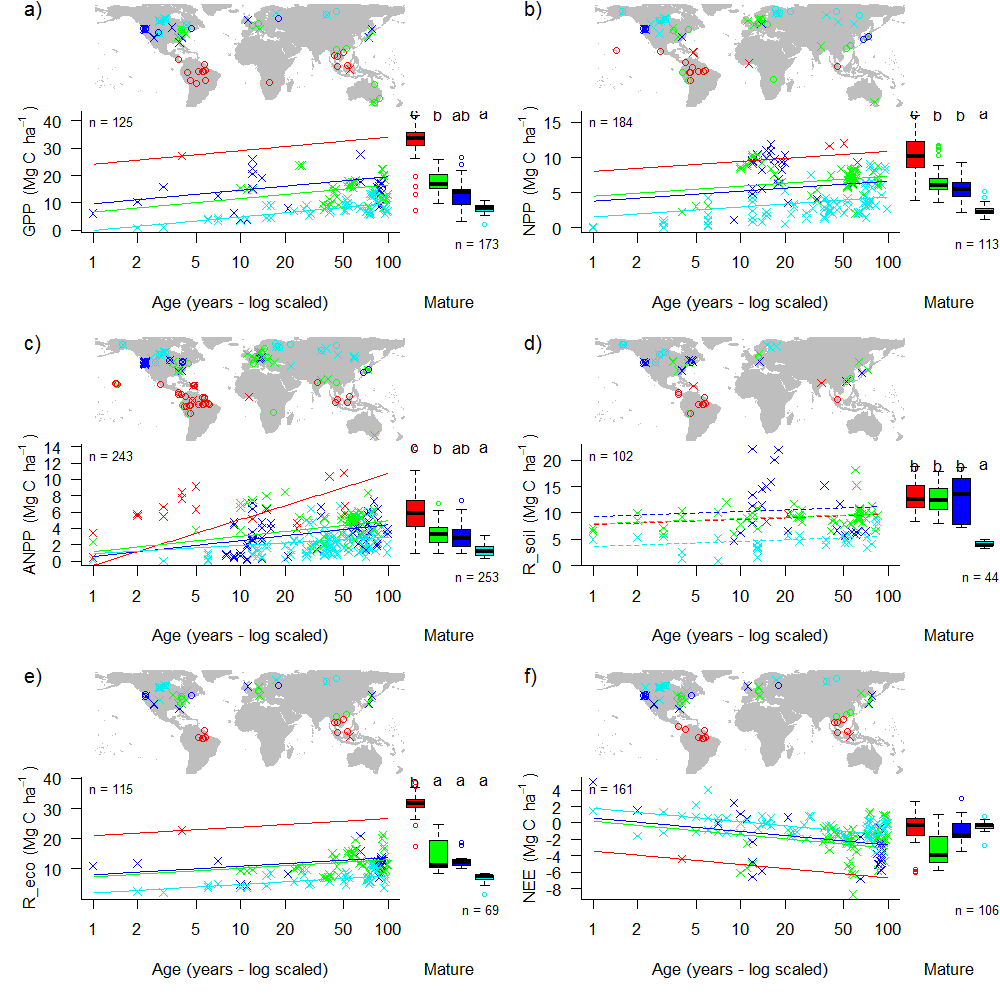 a)
GPP (Mg C ha⁻¹ )
40
30
20
10
0
n = 125
c b ab a
n = 173
1 2 5 10 20 50 100
Age (years - log scaled)
Mature
b)
NPP (Mg C ha⁻¹ )
15
10
5
0
n = 184
c b b a
n = 113
1 2 5 10 20 50 100
Age (years - log scaled)
Mature
c)
ANPP (Mg C ha⁻¹ )
14
12
10
8
6
4
2
0
n = 243
c b ab a
n = 253
1 2 5 10 20 50 100
Age (years - log scaled)
Mature
d)
R_soil (Mg C ha⁻¹ )
20
15
10
5
0
n = 102
b b b a
n = 44
1 2 5 10 20 50 100
Age (years - log scaled)
Mature
e)
R_eco (Mg C ha⁻¹ )
40
30
20
10
n = 115
b a a a
n = 69
1 2 5 10 20 50 100
Age (years - log scaled)
Mature
f)
NEE (Mg C ha⁻¹ )
4
2
0
-2
-4
-6
-8
n = 161
n = 106
1 2 5 10 20 50 100
Age (years - log scaled)
Mature